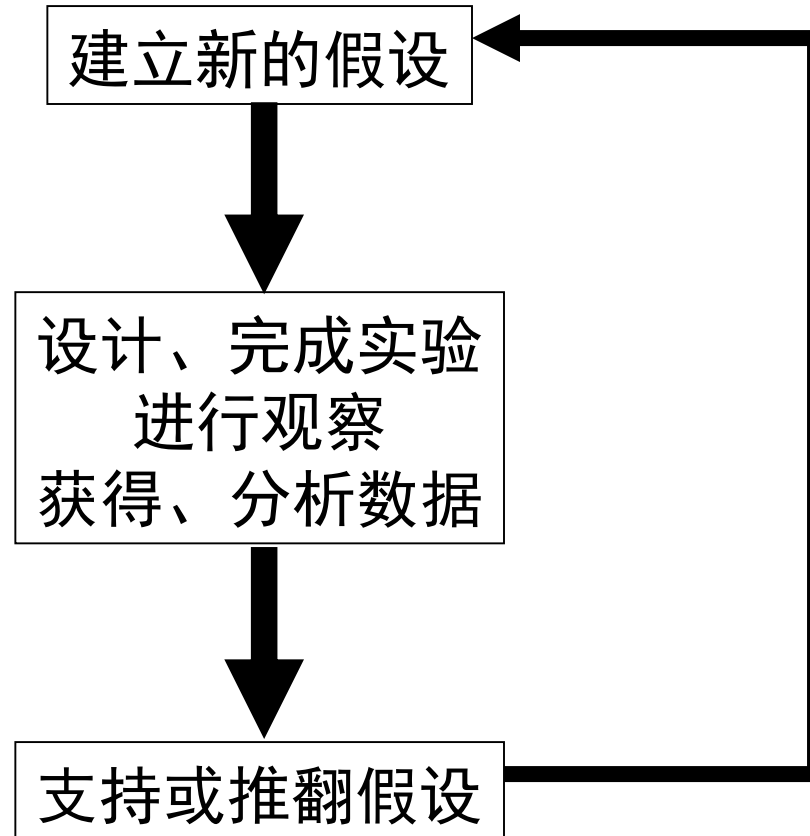 建立新的假设
设计、完成实验
进行观察
获得、分析数据
支持或推翻假设